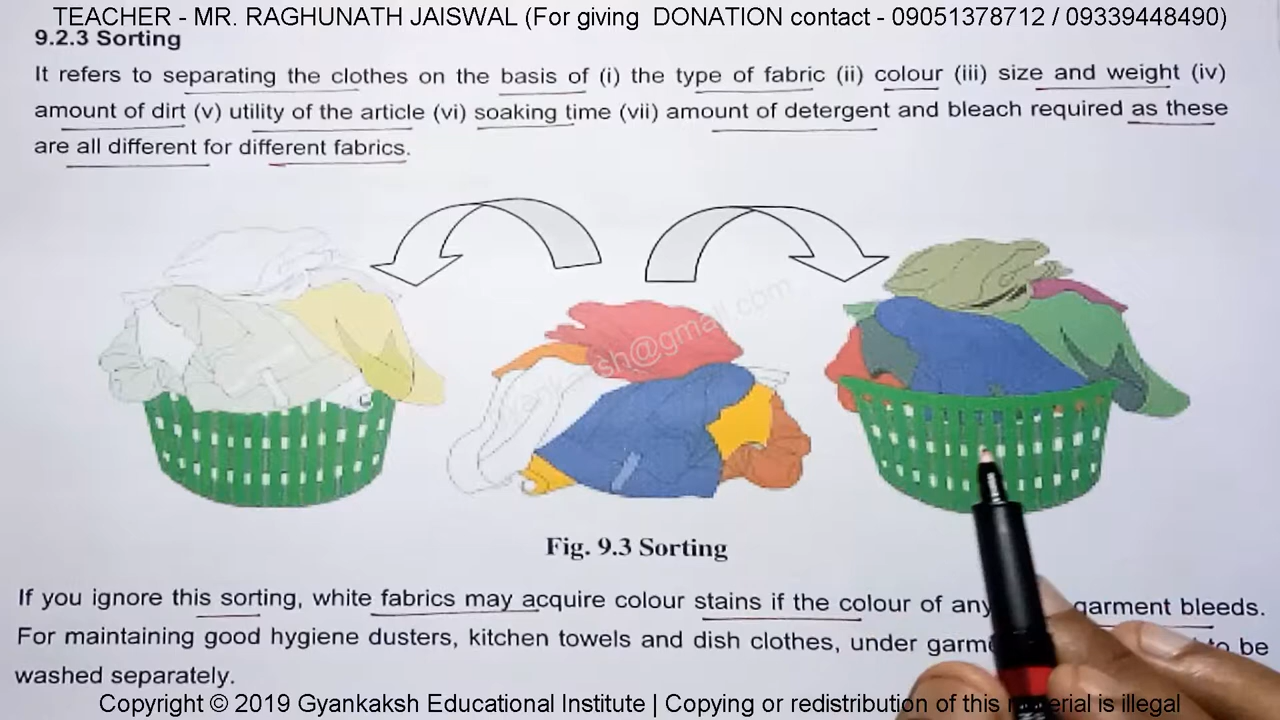 TEACHER - MR. RAGHUNATH JAISWAL (For giving DONATION contact - 09051378712 / 09339448490)
9.2.3 Sorting
It refers to separating the clothes on the basis of (i) the type of fabric (ii) colour (iii) size and weight (iv)
amount of dirt (v) utility of the article (vi) soaking time (vii) amount of detergent and bleach required as these
are all different for different fabrics.
sh@gmail.com
Fig. 9.3 Sorting
If you ignore this sorting, white fabrics may acquire colour stains if the colour of any garment bleeds.
For maintaining good hygiene dusters, kitchen towels and dish clothes, under to be
washed separately.
Copyright © 2019 Gyankaksh Educational Institute | Copying or redistribution of this material is illegal